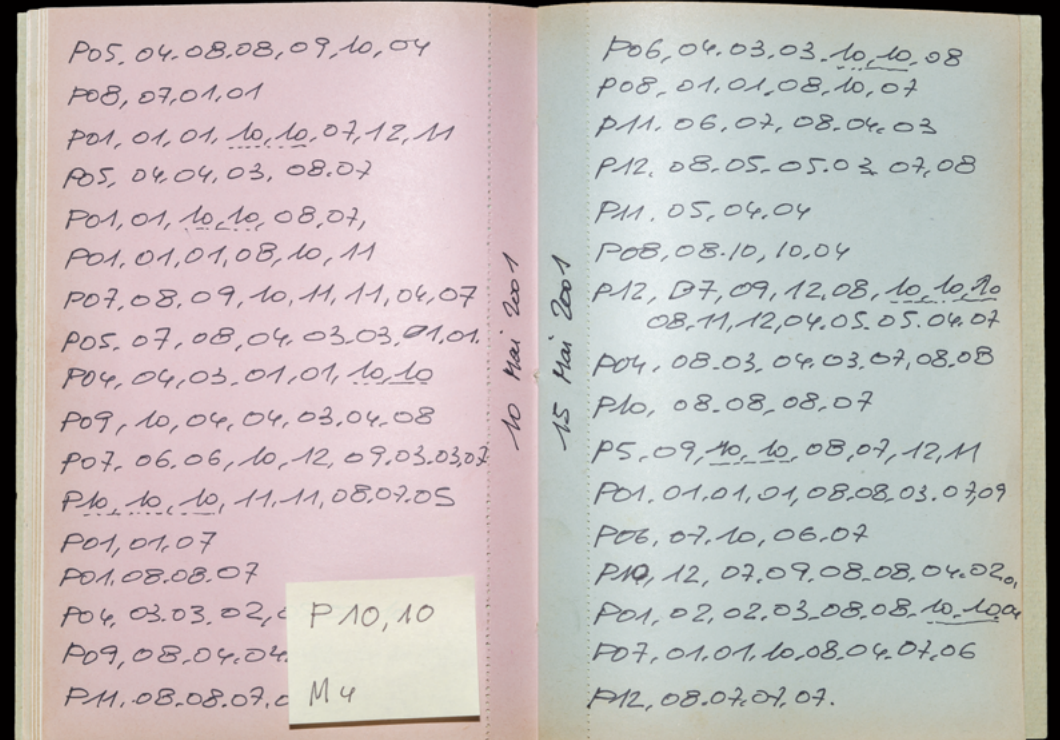 P05, 04.08.08, 09, 10, 04
P08, 07,01.01
P01, 01, 01, 10, 10, 07, 12, 11
P05, 04.04, 03, 08.07
P01, 01, 10, 10, 08.07,
P01, 01, 01, 08, 10, 11
P07, 08, 09, 10, 11, 11, 04, 07
P05. 07, 08, 04. 03.03. 01.01.
P04, 04, 03. 01, 01, 10, 10
P09, 10, 04, 04, 03, 04, 08
P07. 06.06, 10, 12, 09.03.03,07
P10, 10, 10, 11.11, 08.07.05
P01, 01, 07
P01.08.08.07
P04, 03.03. 02,
P09, 08.04.04.
P11. 08.08.07,
P 10, 10
M 4
10 Mai 2001
15 Mai 2001
P06, 04.03.03.10, 10, 08
P08, 01.01, 08, 10, 07
P11. 06.07, 08.04.03
P12. 08.05.05.03, 07, 08
P11. 05, 04.04
P08, 08.10, 10.04
P12, 07, 09, 12, 08, 10, 10, 10
08.11, 12, 04.05.05.04.07
P04, 08.03, 04.03.07, 08.08
P10, 08.08, 08.07
P5, 09, 10, 10, 08, 07, 12, 11
P01. 01.01, 01, 08.08.03.07,09
P06, 07.10, 06.07
P10, 12, 07.09.08.08.04.02
P01, 02, 02.03.08.08.10.10
P07. 01.01.10.08.04.07.06
P12, 08.07.07.07.